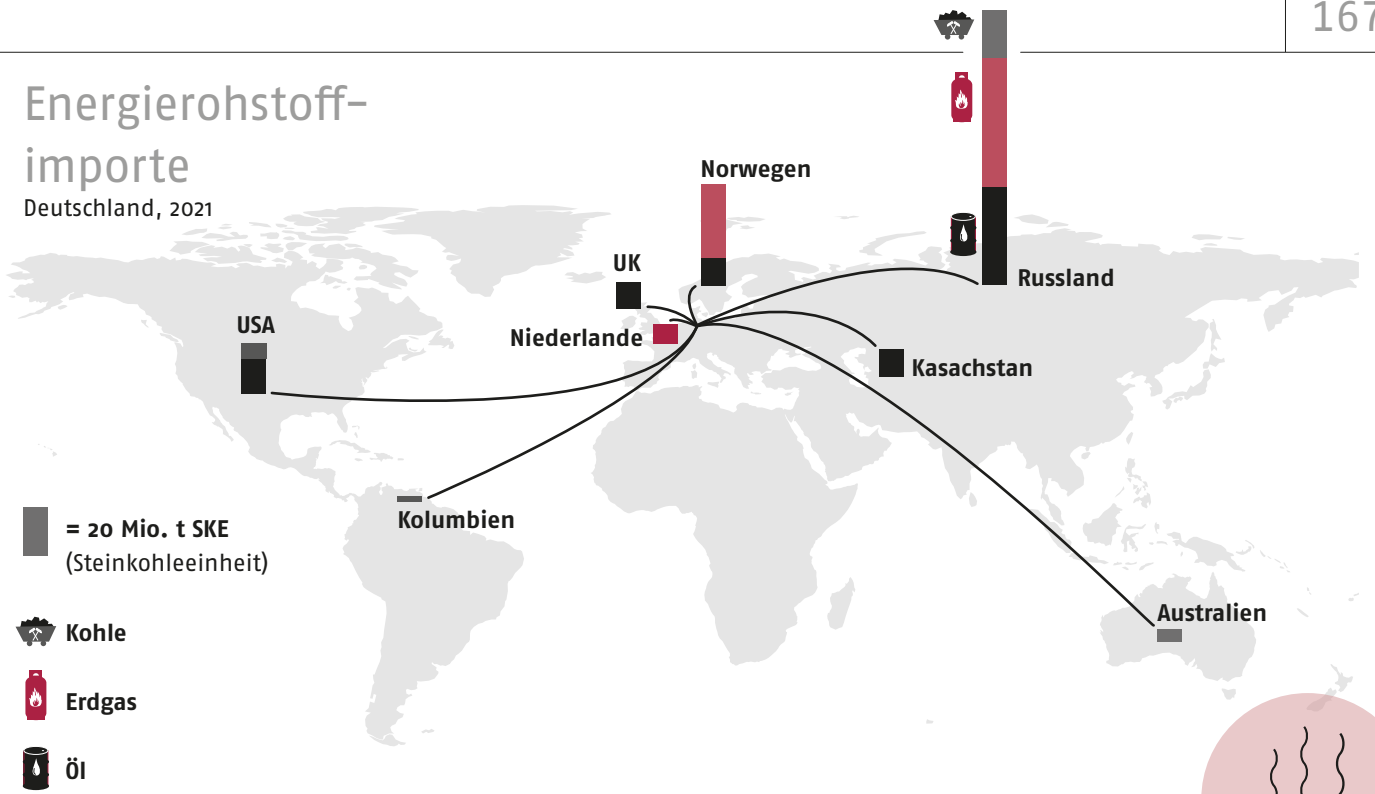 167
Energierohstoff-
importe
Deutschland, 2021
Norwegen
UK
Russland
USA
Niederlande
Kasachstan
Kolumbien
= 20 Mio. t SKE
(Steinkohleeinheit)
Australien
Kohle
Erdgas
Öl